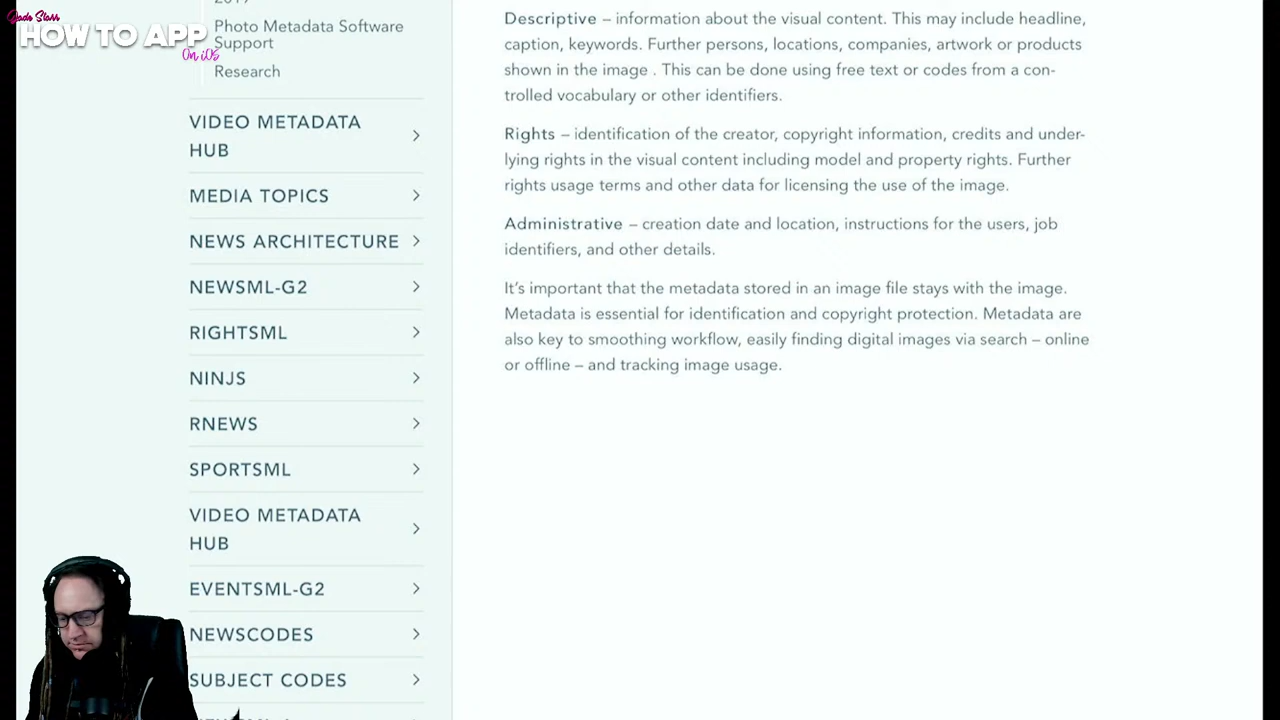 Jade Starr
HOW TO APP
On iOS
2019
Photo Metadata Software
Support
Research
VIDEO METADATA
HUB
MEDIA TOPICS
NEWS ARCHITECTURE
NEWSML-G2
RIGHTSML
NINJS
RNEWS
SPORTSML
VIDEO METADATA
HUB
EVENTSML-G2
NEWSCODES
SUBJECT CODES
Descriptive – information about the visual content. This may include headline,
caption, keywords. Further persons, locations, companies, artwork or products
shown in the image . This can be done using free text or codes from a con-
trolled vocabulary or other identifiers.
Rights – identification of the creator, copyright information, credits and under-
lying rights in the visual content including model and property rights. Further
rights usage terms and other data for licensing the use of the image.
Administrative – creation date and location, instructions for the users, job
identifiers, and other details.
It’s important that the metadata stored in an image file stays with the image.
Metadata is essential for identification and copyright protection. Metadata are
also key to smoothing workflow, easily finding digital images via search – online
or offline – and tracking image usage.